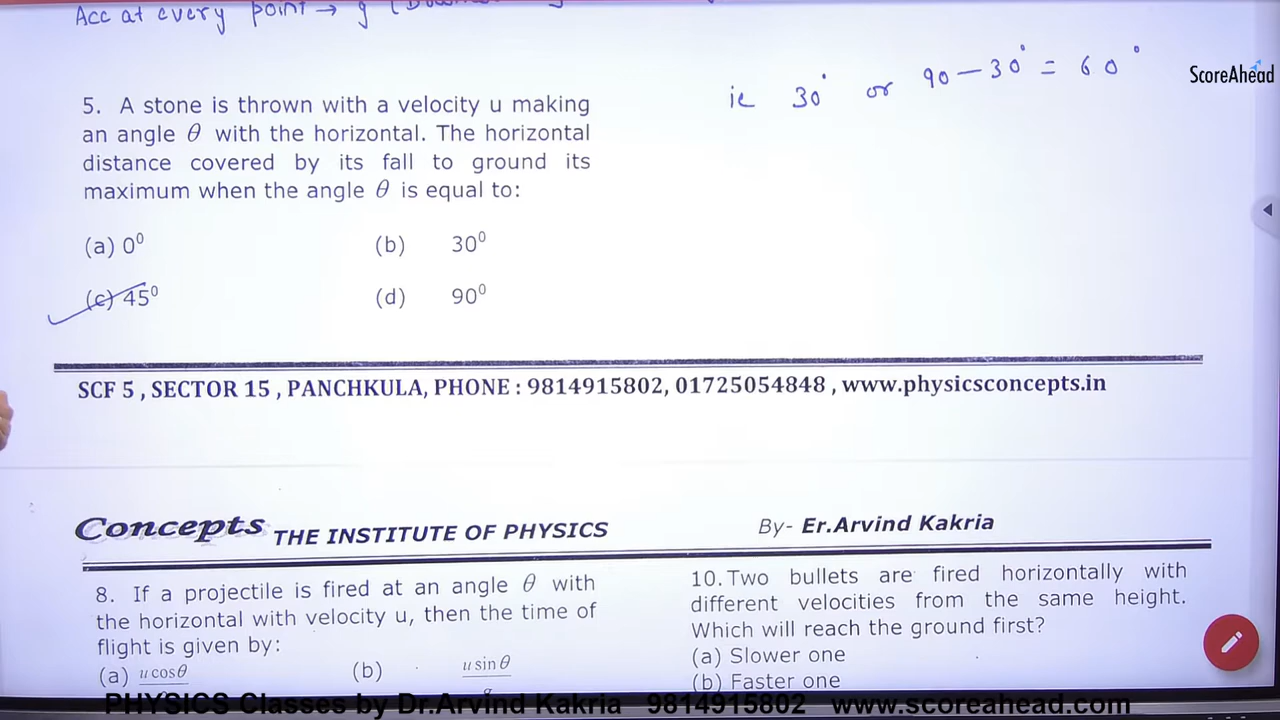 Acc at every point → g
ie 30° or 90 — 30° = 60°
ScoreAhead
5. A stone is thrown with a velocity u making
an angle θ with the horizontal. The horizontal
distance covered by its fall to ground its
maximum when the angle θ is equal to:
(a) 0⁰ (b) 30⁰
(c) 45⁰ (d) 90⁰
SCF 5 , SECTOR 15 , PANCHKULA, PHONE : 9814915802, 01725054848 , www.physicsconcepts.in
Concepts THE INSTITUTE OF PHYSICS By- Er.Arvind Kakria
8. If a projectile is fired at an angle θ with
the horizontal with velocity u, then the time of
flight is given by:
(a) u cosθ (b) u sinθ
10. Two bullets are fired horizontally with
different velocities from the same height.
Which will reach the ground first?
(a) Slower one
(b) Faster one
PHYSICS Classes by Dr.Arvind Kakria 9814915802 www.scoreahead.com